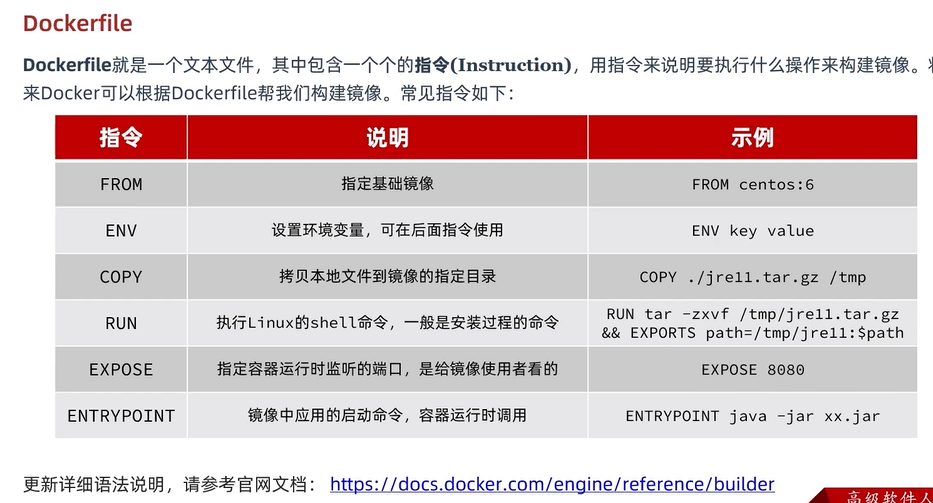 Dockerfile
Dockerfile就是一个文本文件，其中包含一个个的指令(Instruction)，用指令来说明要执行什么操作来构建镜像。
来Docker可以根据Dockerfile帮我们构建镜像。常见指令如下：
指令 说明 示例
FROM 指定基础镜像 FROM centos:6
ENV 设置环境变量，可在后面指令使用 ENV key value
COPY 拷贝本地文件到镜像的指定目录 COPY ./jre11.tar.gz /tmp
RUN 执行Linux的shell命令，一般是安装过程的命令 RUN tar -zxvf /tmp/jre11.tar.gz
&& EXPORTS path=/tmp/jre11:$path
EXPOSE 指定容器运行时监听的端口，是给镜像使用者看的 EXPOSE 8080
ENTRYPOINT 镜像中应用的启动命令，容器运行时调用 ENTRYPOINT java -jar xx.jar
更新详细语法说明，请参考官网文档： https://docs.docker.com/engine/reference/builder
高级软件人